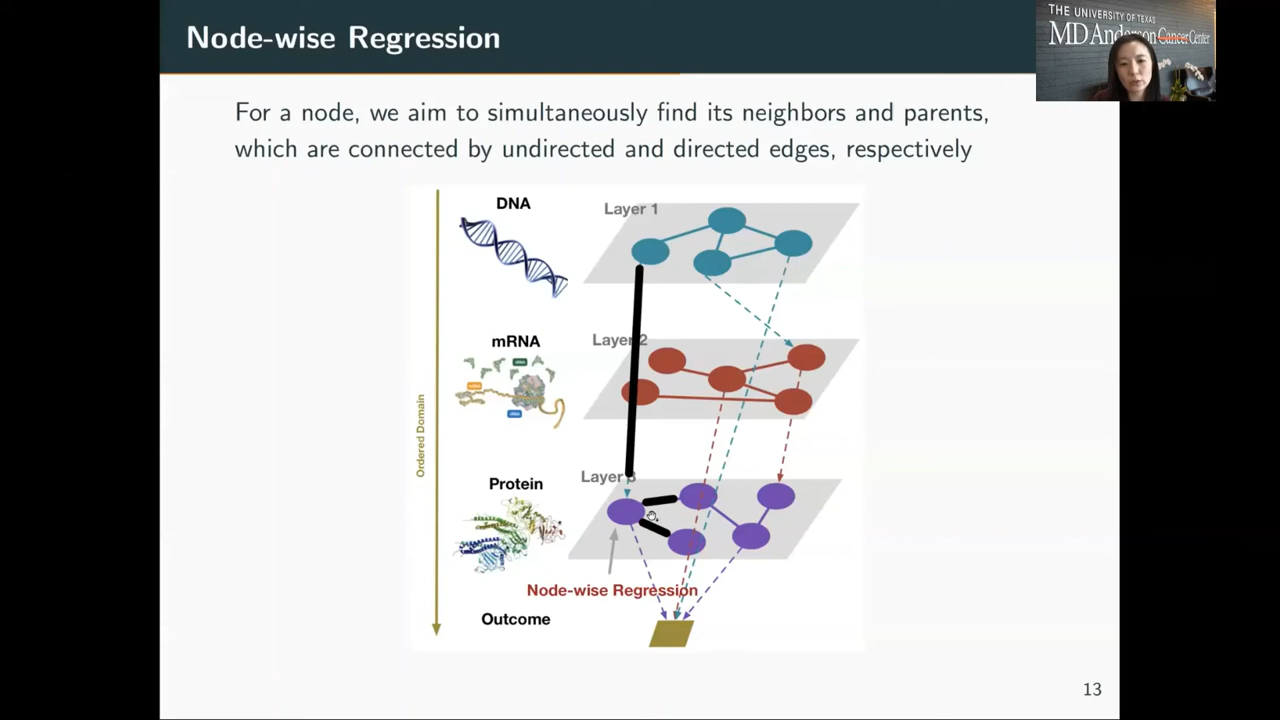 Node-wise Regression
THE UNIVERSITY OF TEXAS
MD Anderson Cancer Center
For a node, we aim to simultaneously find its neighbors and parents,
which are connected by undirected and directed edges, respectively
DNA
Layer 1
mRNA
Layer 2
Ordered Domain
Protein
Layer 3
Node-wise Regression
Outcome
13